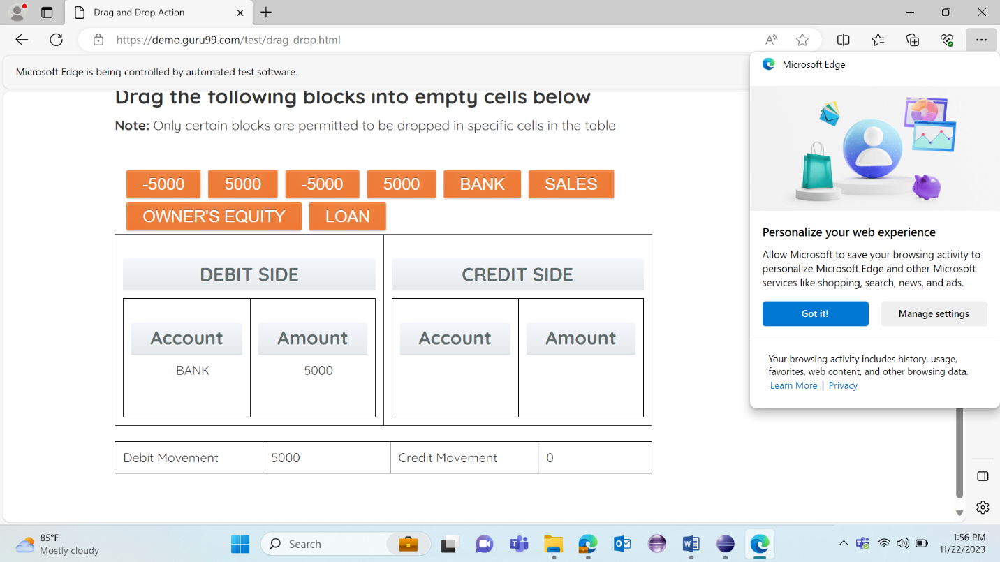 Drag and Drop Action
https://demo.guru99.com/test/drag_drop.html
Microsoft Edge is being controlled by automated test software.
Drag the following blocks into empty cells below
Note: Only certain blocks are permitted to be dropped in specific cells in the table
-5000 5000 -5000 5000 BANK SALES
OWNER'S EQUITY LOAN
DEBIT SIDE CREDIT SIDE
Account Amount Account Amount
BANK 5000
Debit Movement 5000 Credit Movement 0
Microsoft Edge
Personalize your web experience
Allow Microsoft to save your browsing activity to
personalize Microsoft Edge and other Microsoft
services like shopping, search, news, and ads.
Got it! Manage settings
Your browsing activity includes history, usage,
favorites, web content, and other browsing data.
Learn More | Privacy
85°F
Mostly cloudy
Search
1:56 PM
11/22/2023